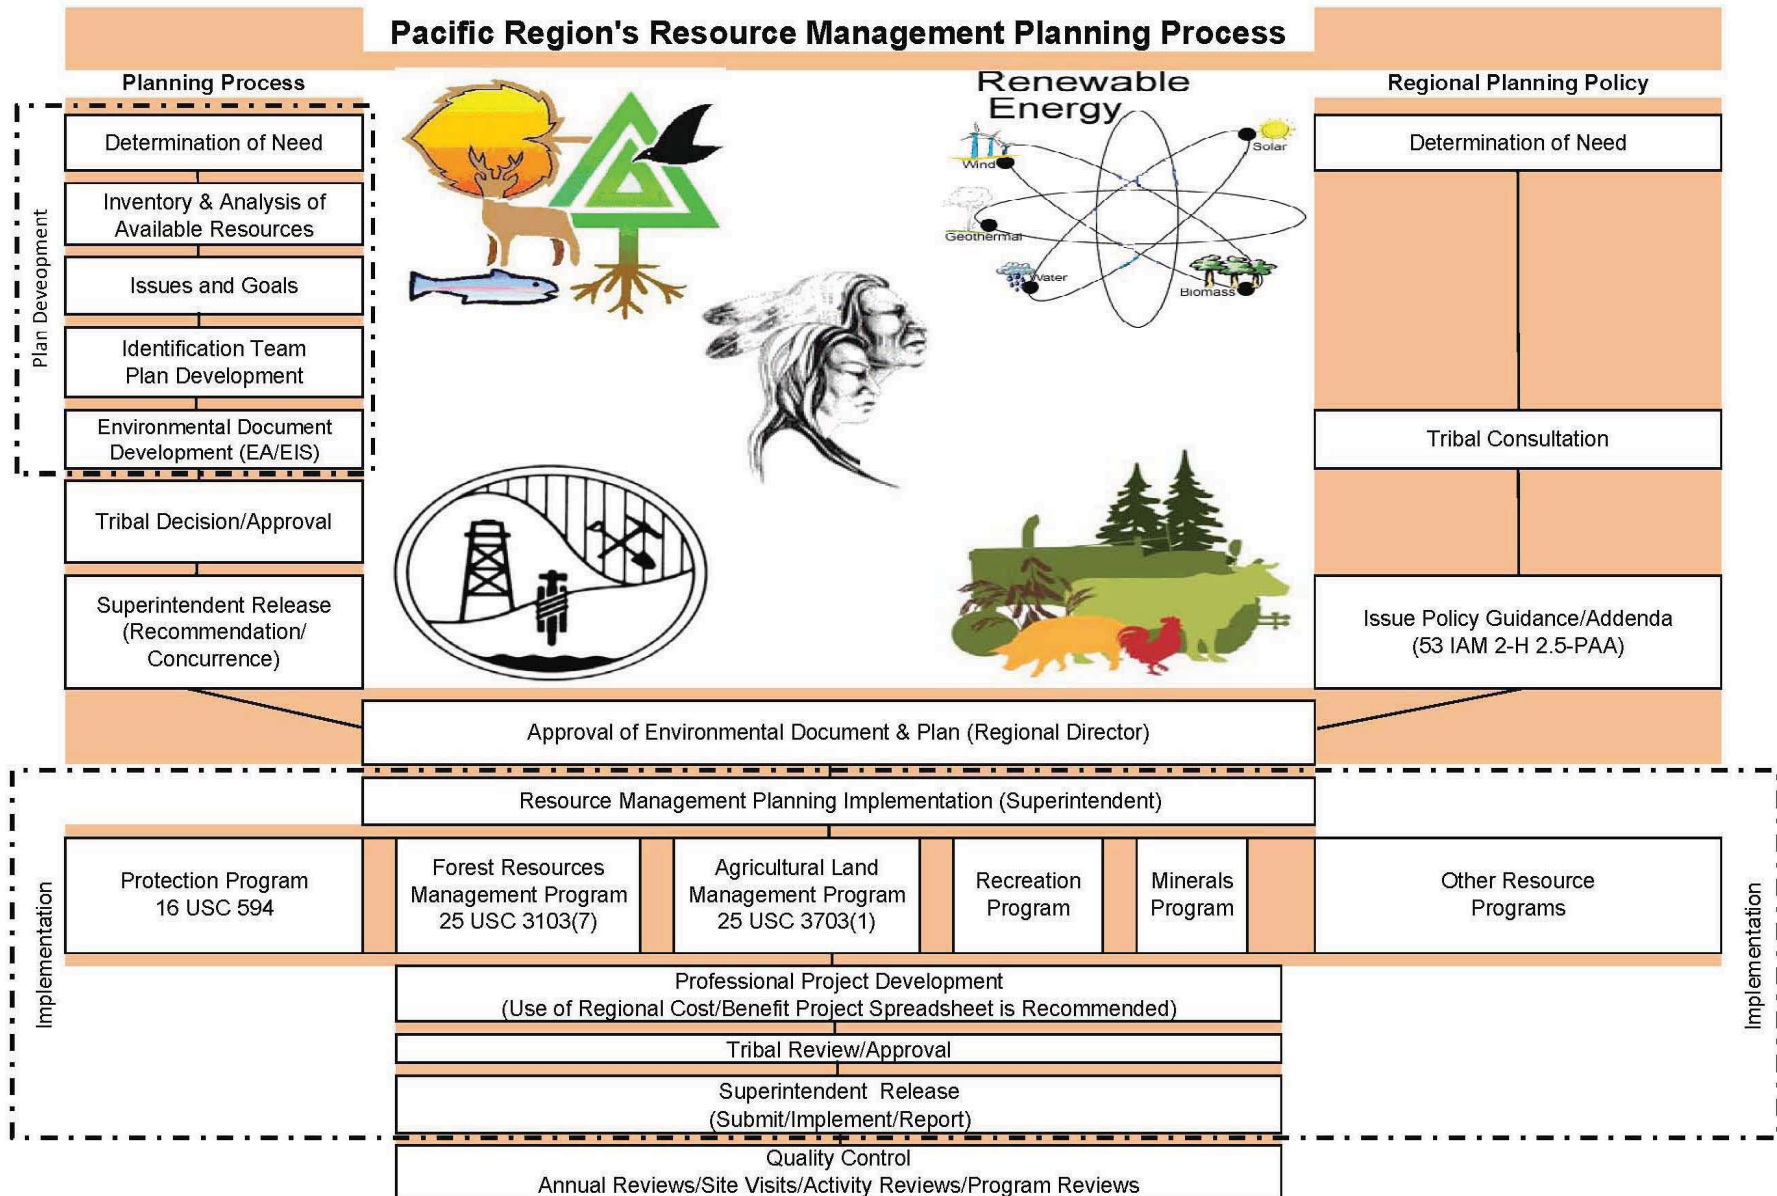 Pacific Region's Resource Management Planning Process
Planning Process
Plan Development
Determination of Need
Inventory & Analysis of
Available Resources
Issues and Goals
Identification Team
Plan Development
Environmental Document
Development (EA/EIS)
Tribal Decision/Approval
Superintendent Release
(Recommendation/
Concurrence)
Renewable
Energy
Wind
Solar
Geothermal
Water
Biomass
Regional Planning Policy
Determination of Need
Tribal Consultation
Issue Policy Guidance/Addenda
(53 IAM 2-H 2.5-PAA)
Approval of Environmental Document & Plan (Regional Director)
Implementation
Resource Management Planning Implementation (Superintendent)
Protection Program
16 USC 594
Forest Resources
Management Program
25 USC 3103(7)
Agricultural Land
Management Program
25 USC 3703(1)
Recreation
Program
Minerals
Program
Other Resource
Programs
Implementation
Professional Project Development
(Use of Regional Cost/Benefit Project Spreadsheet is Recommended)
Tribal Review/Approval
Superintendent Release
(Submit/Implement/Report)
Quality Control
Annual Reviews/Site Visits/Activity Reviews/Program Reviews